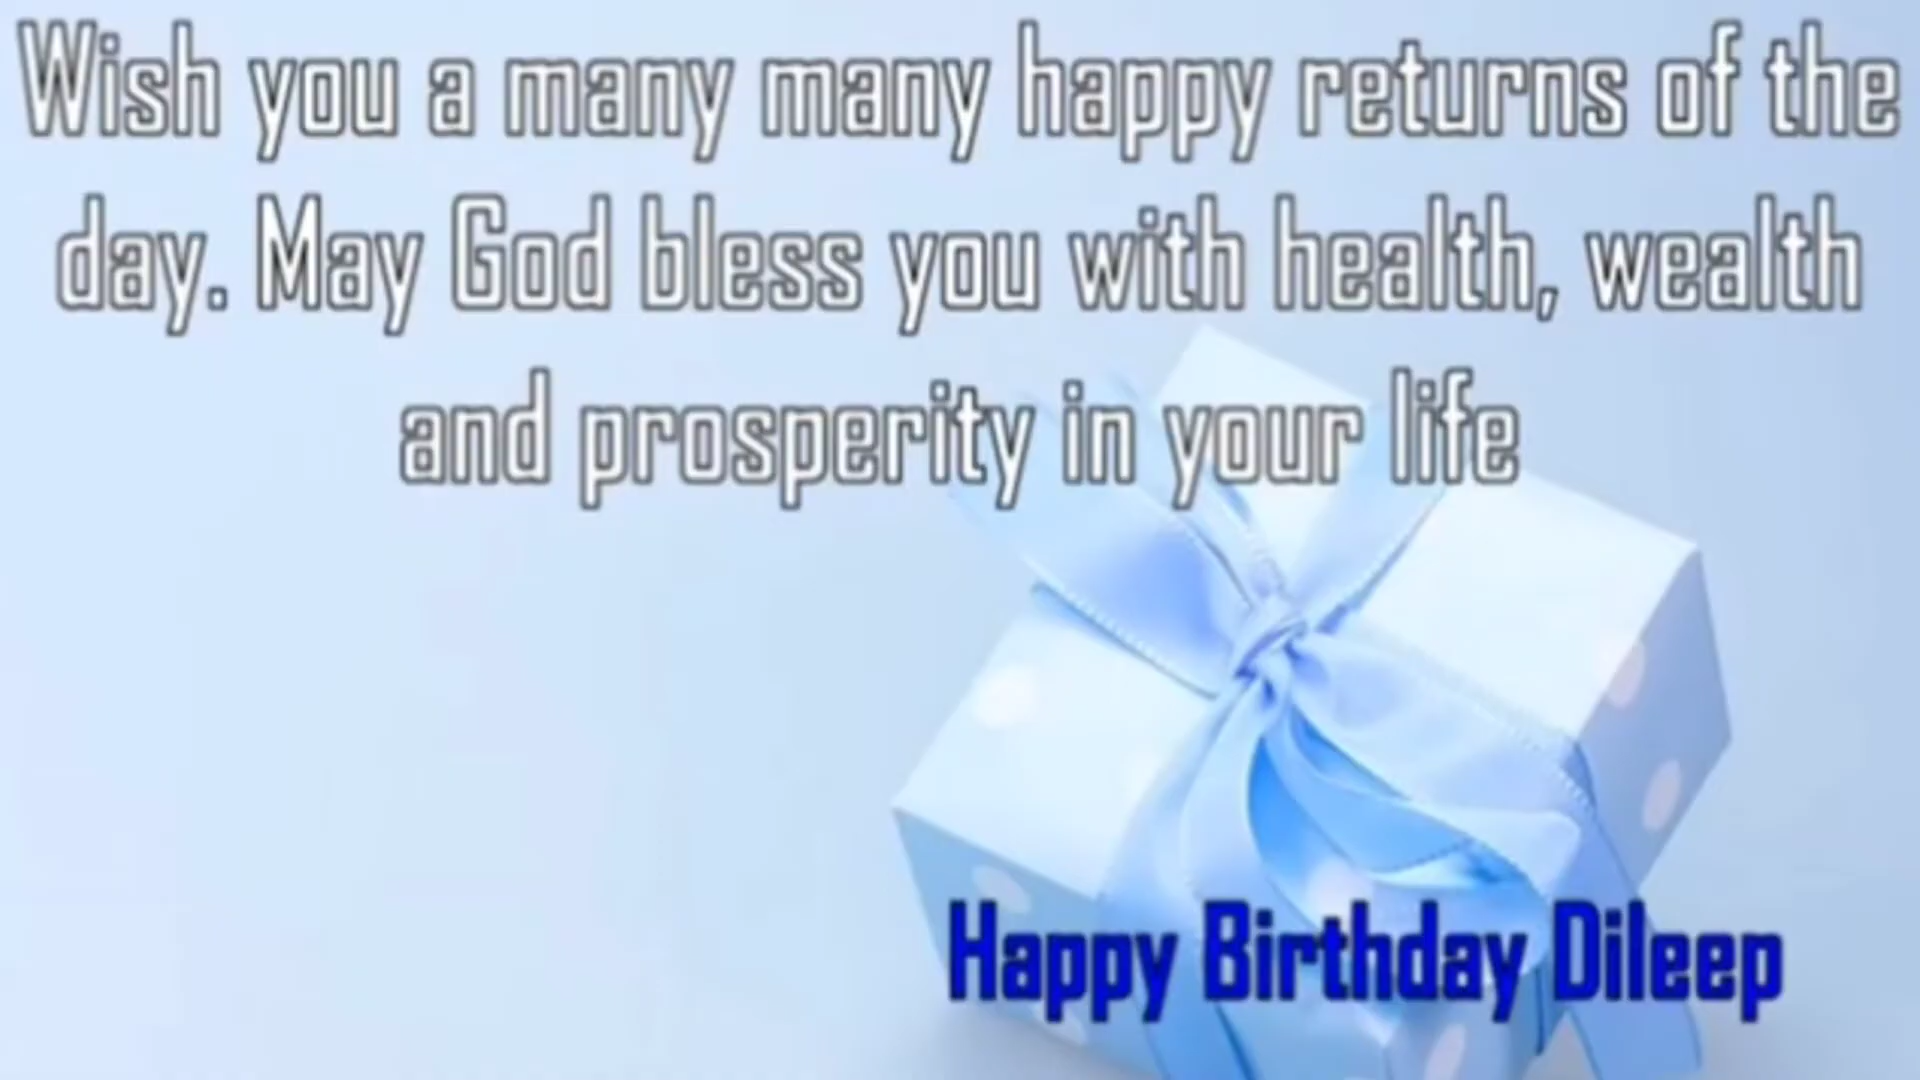 Wish you a many many happy returns of the
day. May God bless you with health, wealth
and prosperity in your life
Happy Birthday Dileep